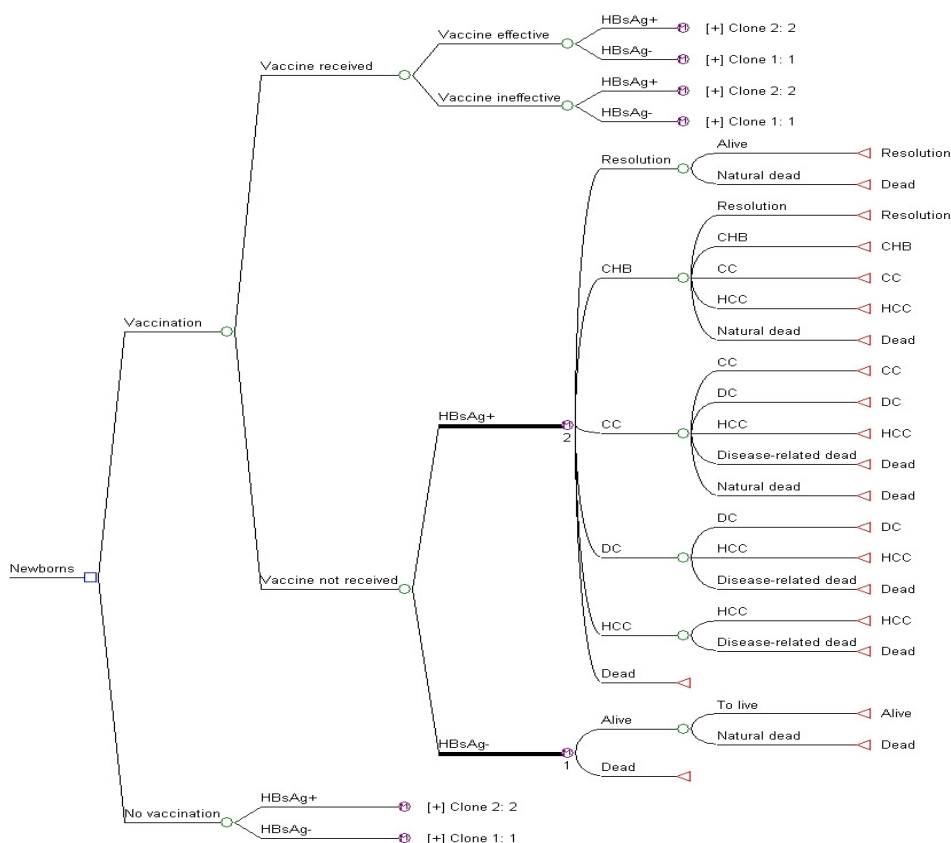 HBsAg+
[+] Clone 2: 2
Vaccine effective
HBsAg-
[+] Clone 1: 1
Vaccine received
HBsAg+
[+] Clone 2: 2
Vaccine ineffective
HBsAg-
[+] Clone 1: 1
Alive
Resolution
Resolution
Natural dead
Dead
Resolution
Resolution
CHB
CHB
CHB
CC
CC
HCC
HCC
Natural dead
Dead
Vaccination
CC
CC
DC
DC
HBsAg+
2
CC
HCC
HCC
Disease-related dead
Dead
Natural dead
Dead
DC
DC
DC
HCC
HCC
Disease-related dead
Dead
Newborns
Vaccine not received
HCC
HCC
HCC
Disease-related dead
Dead
Dead
To live
Alive
Alive
HBsAg-
1
Natural dead
Dead
Dead
No vaccination
HBsAg+
[+] Clone 2: 2
HBsAg-
[+] Clone 1: 1